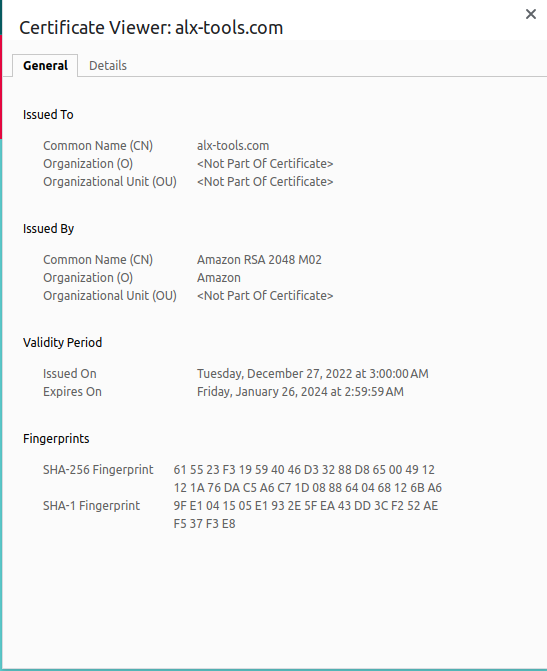 Certificate Viewer: alx-tools.com
General Details
Issued To
Common Name (CN) alx-tools.com
Organization (O) <Not Part Of Certificate>
Organizational Unit (OU) <Not Part Of Certificate>
Issued By
Common Name (CN) Amazon RSA 2048 M02
Organization (O) Amazon
Organizational Unit (OU) <Not Part Of Certificate>
Validity Period
Issued On Tuesday, December 27, 2022 at 3:00:00 AM
Expires On Friday, January 26, 2024 at 2:59:59 AM
Fingerprints
SHA-256 Fingerprint 61 55 23 F3 19 59 40 46 D3 32 88 D8 65 00 49 12
12 1A 76 DA C5 A6 C7 1D 08 88 64 04 68 12 6B A6
SHA-1 Fingerprint 9F E1 04 15 05 E1 93 2E 5F EA 43 DD 3C F2 52 AE
F5 37 F3 E8